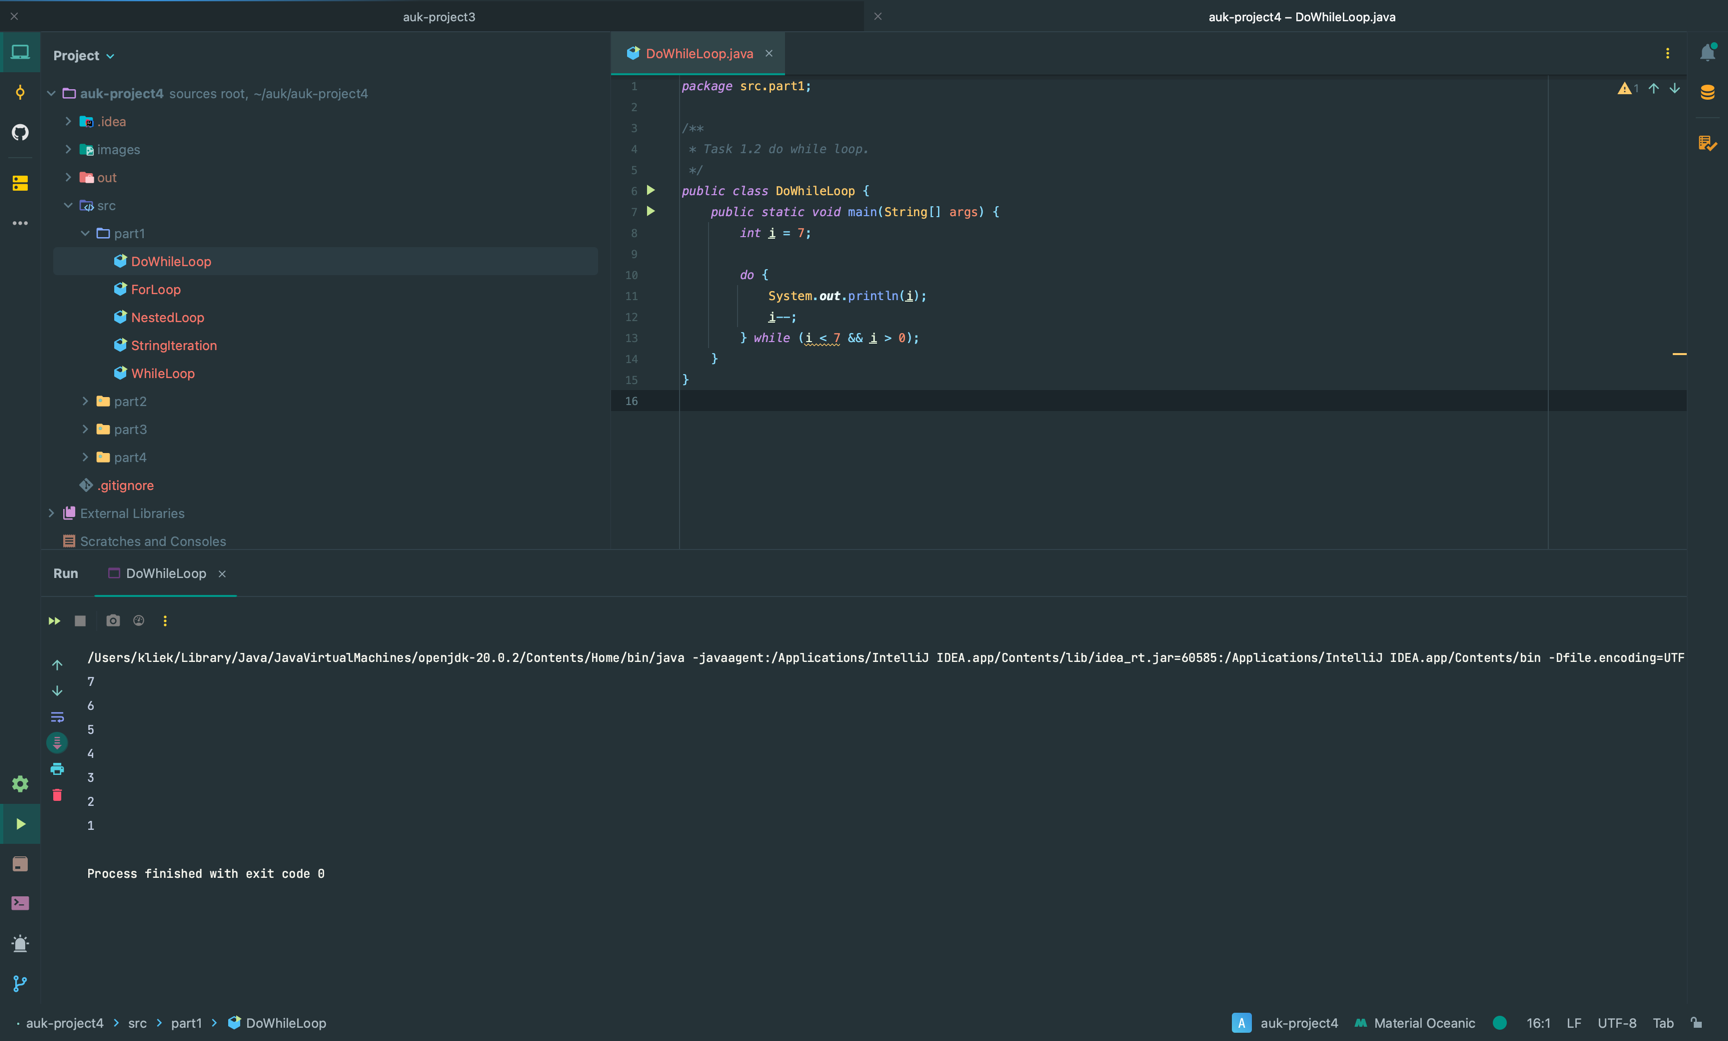 auk-project3
auk-project4 – DoWhileLoop.java
Project
DoWhileLoop.java
auk-project4 sources root, ~/auk/auk-project4
.idea
images
out
src
part1
DoWhileLoop
ForLoop
NestedLoop
StringIteration
WhileLoop
part2
part3
part4
.gitignore
External Libraries
Scratches and Consoles
1 package src.part1;
2
3 /**
4 * Task 1.2 do while loop.
5 */
6 public class DoWhileLoop {
7 public static void main(String[] args) {
8 int i = 7;
9
10 do {
11 System.out.println(i);
12 i--;
13 } while (i < 7 && i > 0);
14 }
15 }
16
1
Run
DoWhileLoop
/Users/kliek/Library/Java/JavaVirtualMachines/openjdk-20.0.2/Contents/Home/bin/java -javaagent:/Applications/IntelliJ IDEA.app/Contents/lib/idea_rt.jar=60585:/Applications/IntelliJ IDEA.app/Contents/bin -Dfile.encoding=UTF
7
6
5
4
3
2
1
Process finished with exit code 0
auk-project4 src part1 DoWhileLoop
A auk-project4 Material Oceanic 16:1 LF UTF-8 Tab